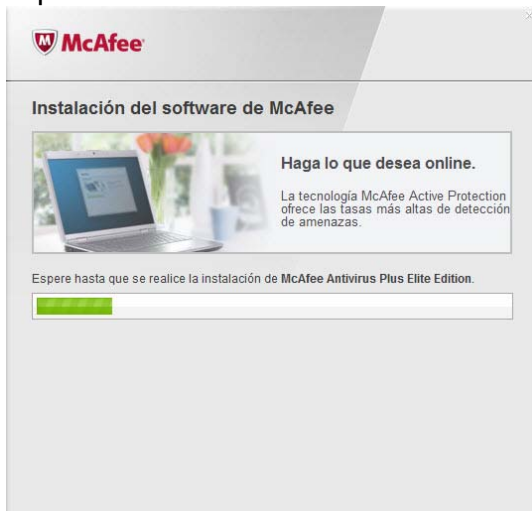 McAfee
Instalación del software de McAfee
Haga lo que desea online.
La tecnología McAfee Active Protection
ofrece las tasas más altas de detección
de amenazas.
Espere hasta que se realice la instalación de McAfee Antivirus Plus Elite Edition.